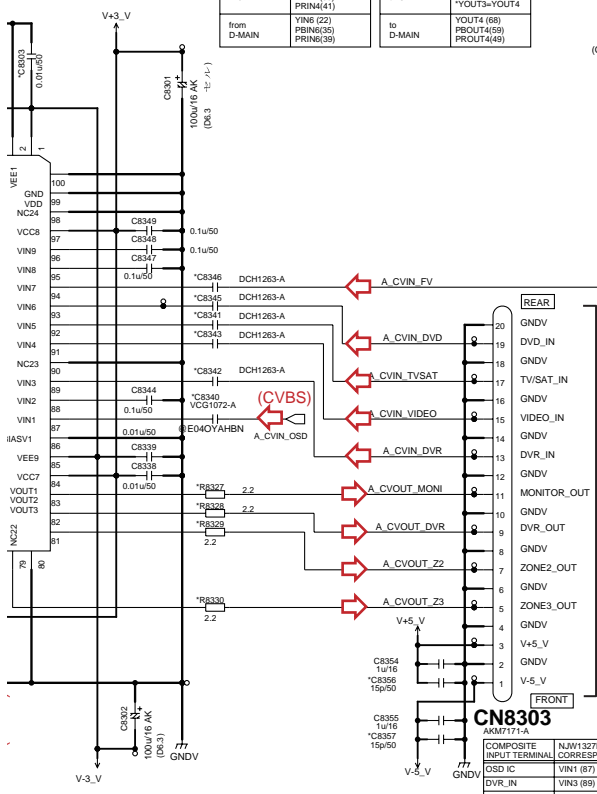 PRIN4(41)
*YOUT3=YOUT4
from
D-MAIN
YIN6 (22)
PBIN6(35)
PRIN6(39)
to
D-MAIN
YOUT4 (68)
PBOUT4(59)
PROUT4(49)
V+3_V
*C8303
0.01u/50
C8301
100u/16 AK
(D6.3 モハレ)
2
1
VEE1
100
GND
99
VDD
NC24
98
VCC8
97
VIN9
96
VIN8
95
VIN7
94
VIN6
93
VIN5
92
VIN4
91
NC23
90
VIN3
89
VIN2
88
VIN1
87
BIASV1
86
VEE9
85
VCC7
84
VOUT1
VOUT2
83
VOUT3
82
81
NC22
79
80
C8349
0.1u/50
C8348
0.1u/50
C8347
0.1u/50
*C8346
DCH1263-A
*C8345
DCH1263-A
*C8341
DCH1263-A
*C8343
DCH1263-A
*C8342
DCH1263-A
C8344
0.1u/50
*C8340
VCG1072-A
@E04OYAHBN
(CVBS)
A_CVIN_OSD
0.01u/50
C8339
C8338
0.01u/50
*R8327
2.2
*R8328
2.2
*R8329
2.2
*R8330
2.2
A_CVIN_FV
A_CVIN_DVD
A_CVIN_TVSAT
A_CVIN_VIDEO
A_CVIN_DVR
A_CVOUT_MONI
A_CVOUT_DVR
A_CVOUT_Z2
A_CVOUT_Z3
REAR
20 GNDV
19 DVD_IN
18 GNDV
17 TV/SAT_IN
16 GNDV
15 VIDEO_IN
14 GNDV
13 DVR_IN
12 GNDV
11 MONITOR_OUT
10 GNDV
9 DVR_OUT
8 GNDV
7 ZONE2_OUT
6 GNDV
5 ZONE3_OUT
4 GNDV
3 V+5_V
2 GNDV
1 V-5_V
FRONT
V+5_V
C8354
1u/16
*C8356
15p/50
C8355
1u/16
*C8357
15p/50
V-5_V
GNDV
C8302
100u/16 AK
(D6.3)
GNDV
V-3_V
CN8303
AKM7171-A
COMPOSITE
INPUT TERMINAL
NJW1327
CORRESP
OSD IC
VIN1 (87)
DVR_IN
VIN3 (89)